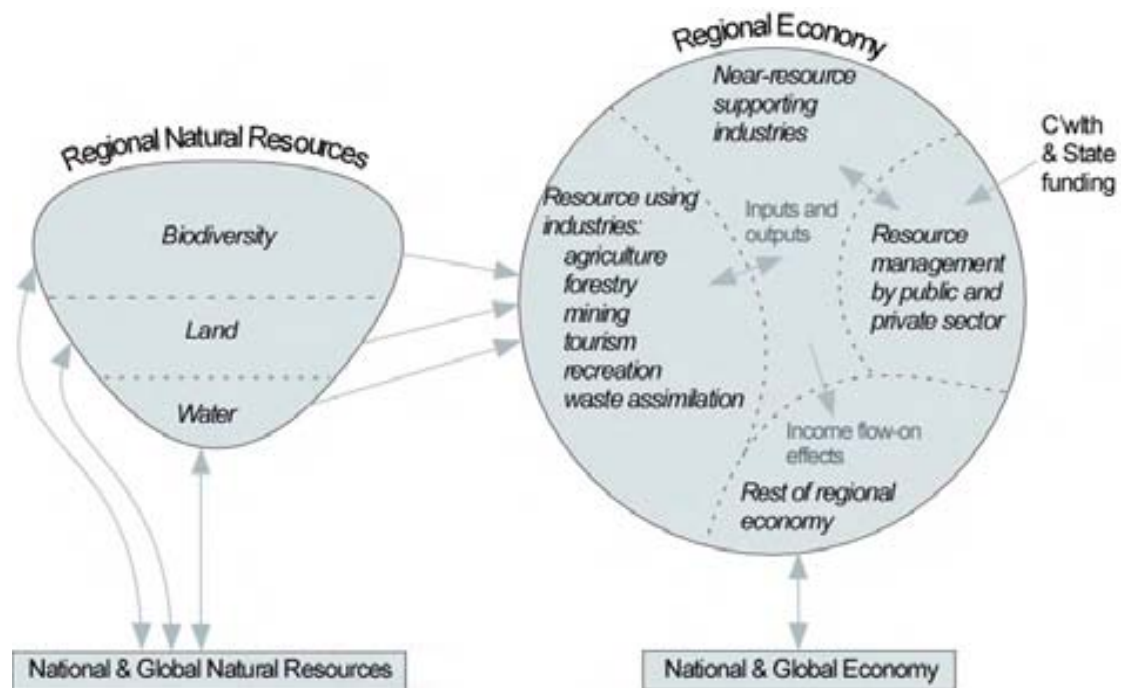 Regional Natural Resources
Biodiversity
Land
Water
National & Global Natural Resources
Regional Economy
Near-resource
supporting
industries
Resource using
industries:
agriculture
forestry
mining
tourism
recreation
waste assimilation
Inputs and
outputs
Resource
management
by public and
private sector
C'wlth
& State
funding
Income flow-on
effects
Rest of regional
economy
National & Global Economy